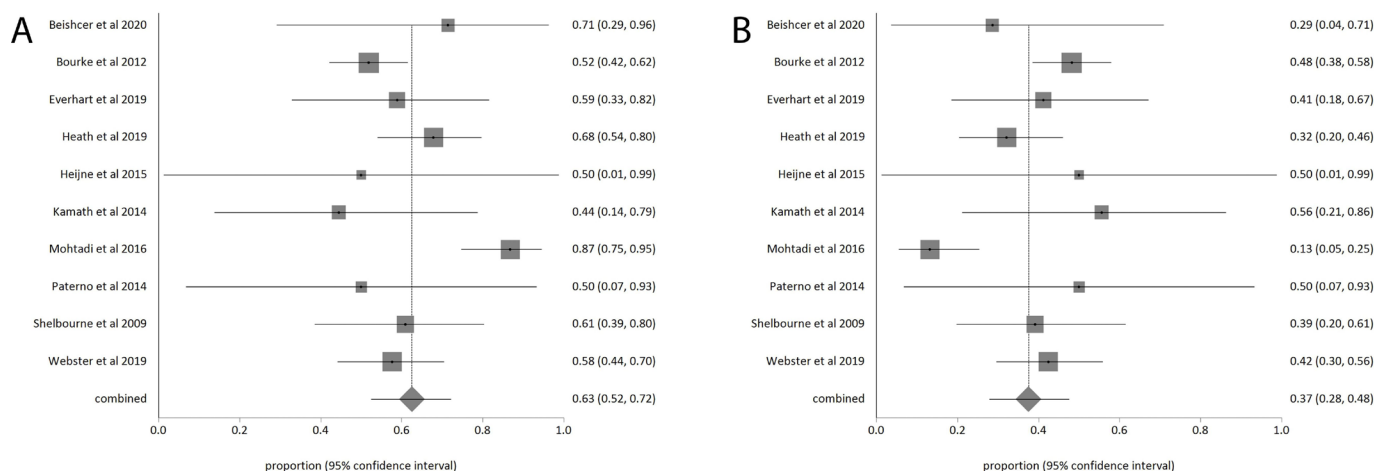 A
Beishcer et al 2020 0.71 (0.29, 0.96)
Bourke et al 2012 0.52 (0.42, 0.62)
Everhart et al 2019 0.59 (0.33, 0.82)
Heath et al 2019 0.68 (0.54, 0.80)
Heijne et al 2015 0.50 (0.01, 0.99)
Kamath et al 2014 0.44 (0.14, 0.79)
Mohtadi et al 2016 0.87 (0.75, 0.95)
Paterno et al 2014 0.50 (0.07, 0.93)
Shelbourne et al 2009 0.61 (0.39, 0.80)
Webster et al 2019 0.58 (0.44, 0.70)
combined 0.63 (0.52, 0.72)
0.0 0.2 0.4 0.6 0.8 1.0
proportion (95% confidence interval)
B
Beishcer et al 2020 0.29 (0.04, 0.71)
Bourke et al 2012 0.48 (0.38, 0.58)
Everhart et al 2019 0.41 (0.18, 0.67)
Heath et al 2019 0.32 (0.20, 0.46)
Heijne et al 2015 0.50 (0.01, 0.99)
Kamath et al 2014 0.56 (0.21, 0.86)
Mohtadi et al 2016 0.13 (0.05, 0.25)
Paterno et al 2014 0.50 (0.07, 0.93)
Shelbourne et al 2009 0.39 (0.20, 0.61)
Webster et al 2019 0.42 (0.30, 0.56)
combined 0.37 (0.28, 0.48)
0.0 0.2 0.4 0.6 0.8 1.0
proportion (95% confidence interval)